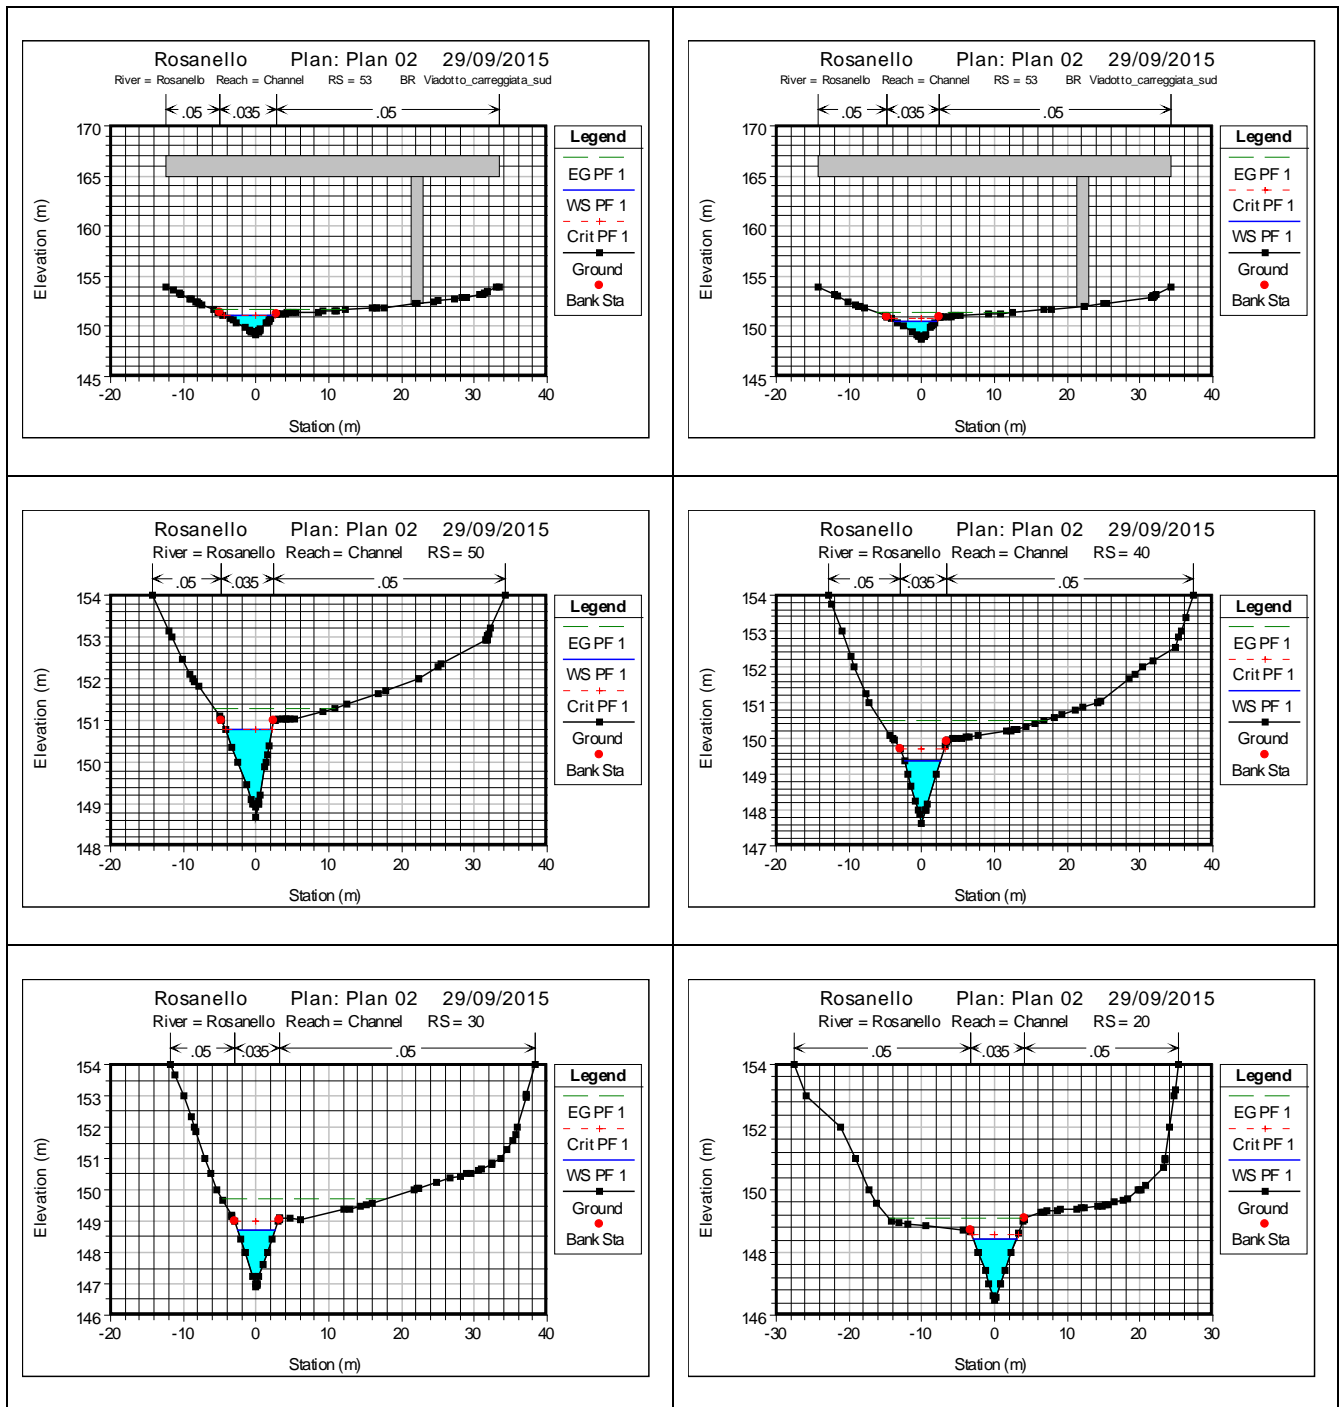 Rosanello Plan: Plan 02 29/09/2015
River = Rosanello Reach = Channel RS = 53 BR Viadotto_carreggiata_sud
.05 .035 .05
170
165
160
155
150
145
Elevation (m)
-20 -10 0 10 20 30 40
Station (m)
Legend
EG PF 1
WS PF 1
Crit PF 1
Ground
Bank Sta
Rosanello Plan: Plan 02 29/09/2015
River = Rosanello Reach = Channel RS = 53 BR Viadotto_carreggiata_sud
.05 .035 .05
170
165
160
155
150
145
Elevation (m)
-20 -10 0 10 20 30 40
Station (m)
Legend
EG PF 1
Crit PF 1
WS PF 1
Ground
Bank Sta
Rosanello Plan: Plan 02 29/09/2015
River = Rosanello Reach = Channel RS = 50
.05 .035 .05
154
153
152
151
150
149
148
Elevation (m)
-20 -10 0 10 20 30 40
Station (m)
Legend
EG PF 1
WS PF 1
Crit PF 1
Ground
Bank Sta
Rosanello Plan: Plan 02 29/09/2015
River = Rosanello Reach = Channel RS = 40
.05 .035 .05
154
153
152
151
150
149
148
147
Elevation (m)
-20 -10 0 10 20 30 40
Station (m)
Legend
EG PF 1
Crit PF 1
WS PF 1
Ground
Bank Sta
Rosanello Plan: Plan 02 29/09/2015
River = Rosanello Reach = Channel RS = 30
.05 .035 .05
154
153
152
151
150
149
148
147
146
Elevation (m)
-20 -10 0 10 20 30 40
Station (m)
Legend
EG PF 1
Crit PF 1
WS PF 1
Ground
Bank Sta
Rosanello Plan: Plan 02 29/09/2015
River = Rosanello Reach = Channel RS = 20
.05 .035 .05
154
152
150
148
146
Elevation (m)
-30 -20 -10 0 10 20 30
Station (m)
Legend
EG PF 1
Crit PF 1
WS PF 1
Ground
Bank Sta